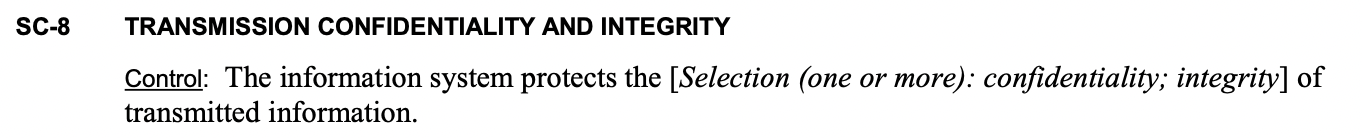 SC-8 TRANSMISSION CONFIDENTIALITY AND INTEGRITY
Control: The information system protects the [Selection (one or more): confidentiality; integrity] of
transmitted information.